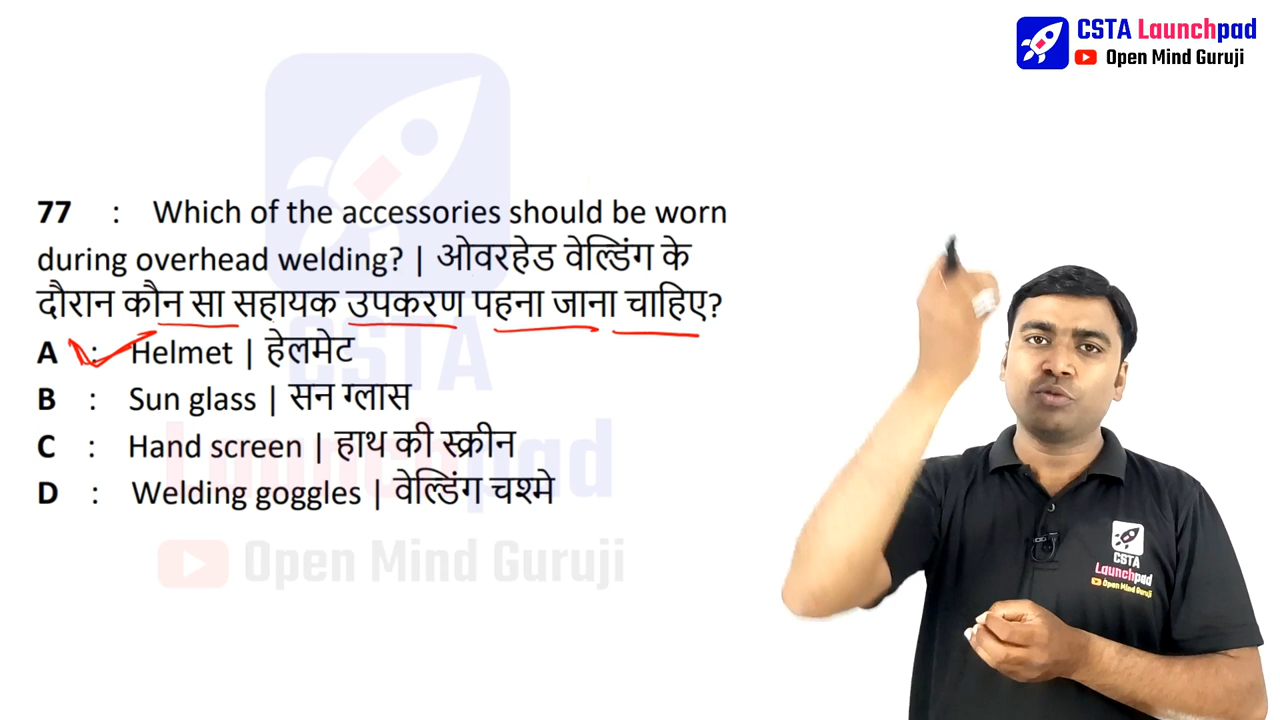 CSTA Launchpad
Open Mind Guruji
77 : Which of the accessories should be worn
during overhead welding? | ओवरहेड वेल्डिंग के
दौरान कौन सा सहायक उपकरण पहना जाना चाहिए?
A : Helmet | हेलमेट
B : Sun glass | सन ग्लास
C : Hand screen | हाथ की स्क्रीन
D : Welding goggles | वेल्डिंग चश्मे
CSTA
Launchpad
Open Mind Guruji
CSTA
Launchpad
Open Mind Guruji